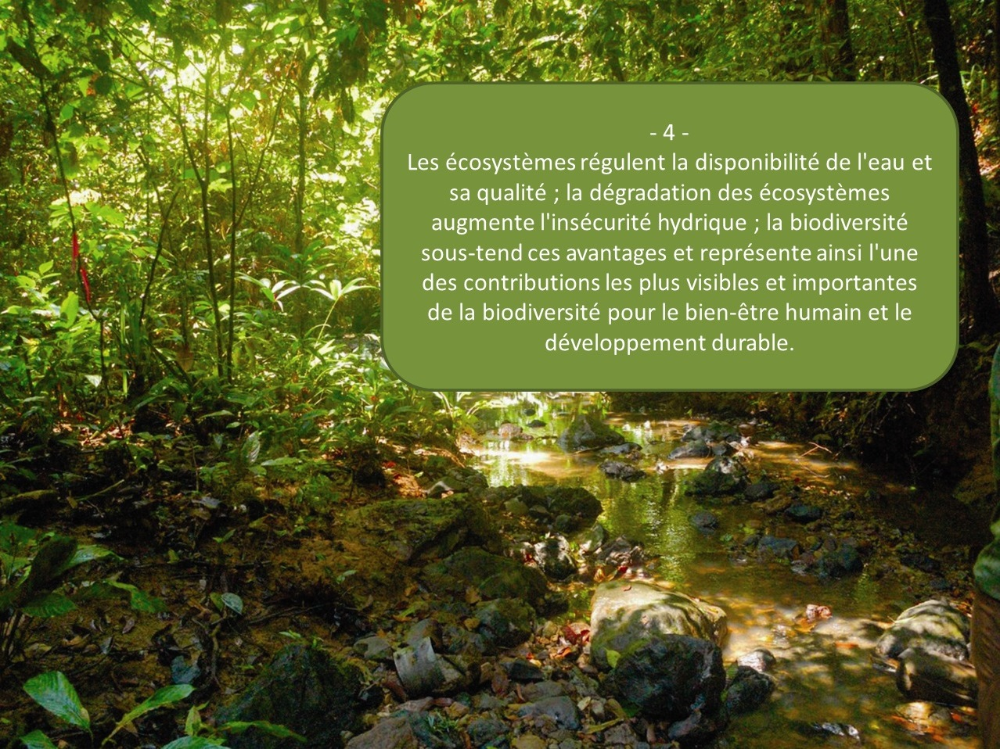 - 4 -
Les écosystèmes régulent la disponibilité de l'eau et
sa qualité ; la dégradation des écosystèmes
augmente l'insécurité hydrique ; la biodiversité
sous-tend ces avantages et représente ainsi l'une
des contributions les plus visibles et importantes
de la biodiversité pour le bien-être humain et le
développement durable.